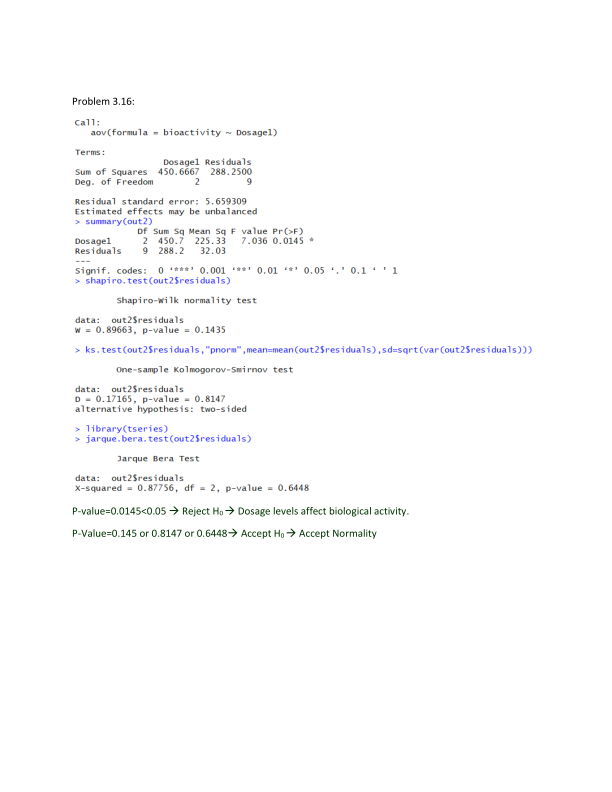 Problem 3.16:
Call:
   aov(formula = bioactivity ~ Dosage1)
Terms:
                Dosage1 Residuals
Sum of Squares  450.6667  288.2500
Deg. of Freedom        2         9
Residual standard error: 5.659309
Estimated effects may be unbalanced
> summary(out2)
            Df Sum Sq Mean Sq F value Pr(>F)
Dosage1      2  450.7  225.33   7.036 0.0145 *
Residuals    9  288.2   32.03
---
Signif. codes:  0 ‘***’ 0.001 ‘**’ 0.01 ‘*’ 0.05 ‘.’ 0.1 ‘ ’ 1
> shapiro.test(out2$residuals)
        Shapiro-Wilk normality test
data:  out2$residuals
W = 0.89663, p-value = 0.1435
> ks.test(out2$residuals,"pnorm",mean=mean(out2$residuals),sd=sqrt(var(out2$residuals)))
        One-sample Kolmogorov-Smirnov test
data:  out2$residuals
D = 0.17165, p-value = 0.8147
alternative hypothesis: two-sided
> library(tseries)
> jarque.bera.test(out2$residuals)
        Jarque Bera Test
data:  out2$residuals
X-squared = 0.87756, df = 2, p-value = 0.6448
P-value=0.0145<0.05 → Reject H₀ → Dosage levels affect biological activity.
P-Value=0.145 or 0.8147 or 0.6448→ Accept H₀ → Accept Normality